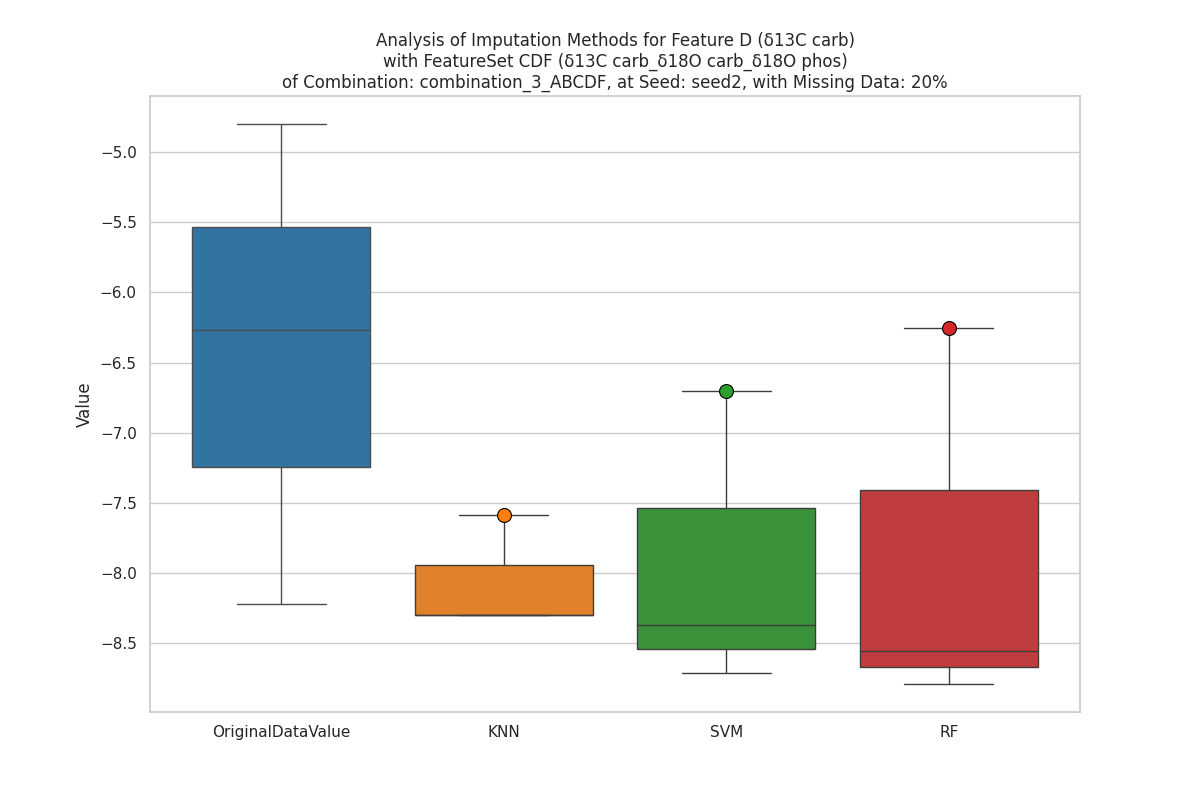 Analysis of Imputation Methods for Feature D (δ13C carb)
with FeatureSet CDF (δ13C carb_δ18O carb_δ18O phos)
of Combination: combination_3_ABCDF, at Seed: seed2, with Missing Data: 20%
−5.0
−5.5
−6.0
−6.5
−7.0
−7.5
−8.0
−8.5
Value
OriginalDataValue
KNN
SVM
RF